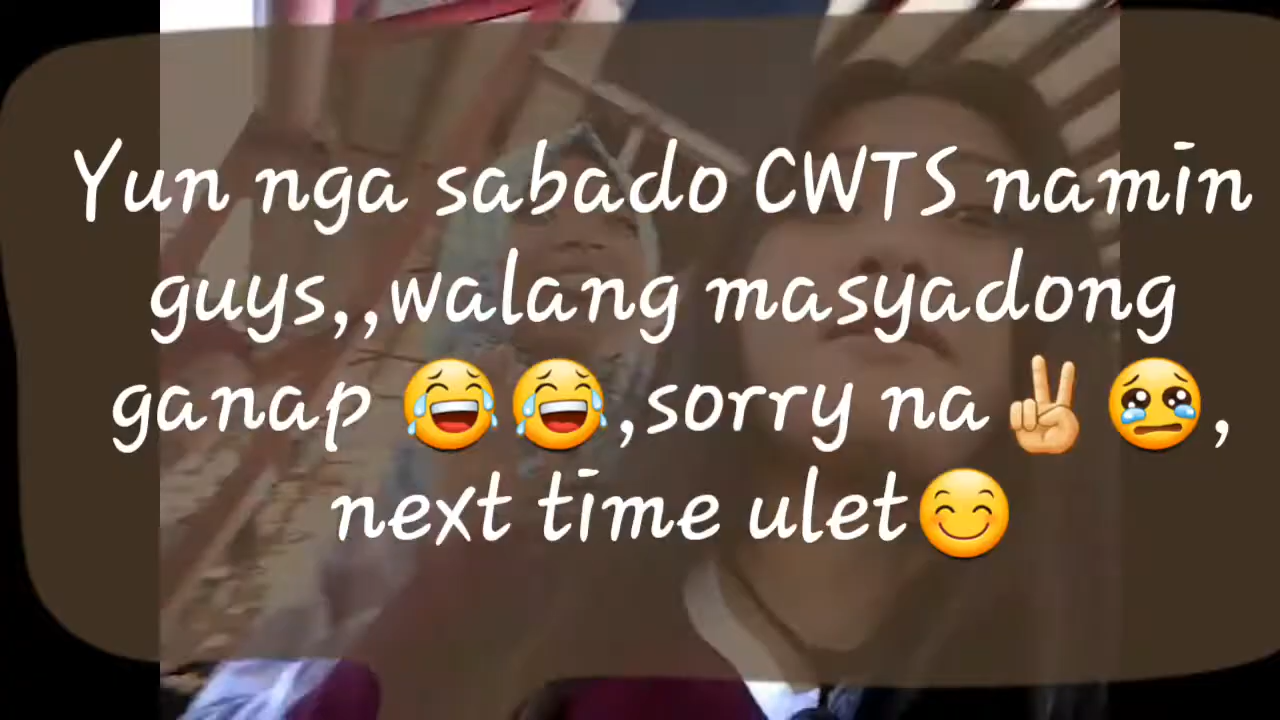 Yun nga sabado CWTS namin
guys,,walang masyadong
ganap 😂😂,sorry na✌😢,
next time ulet😊